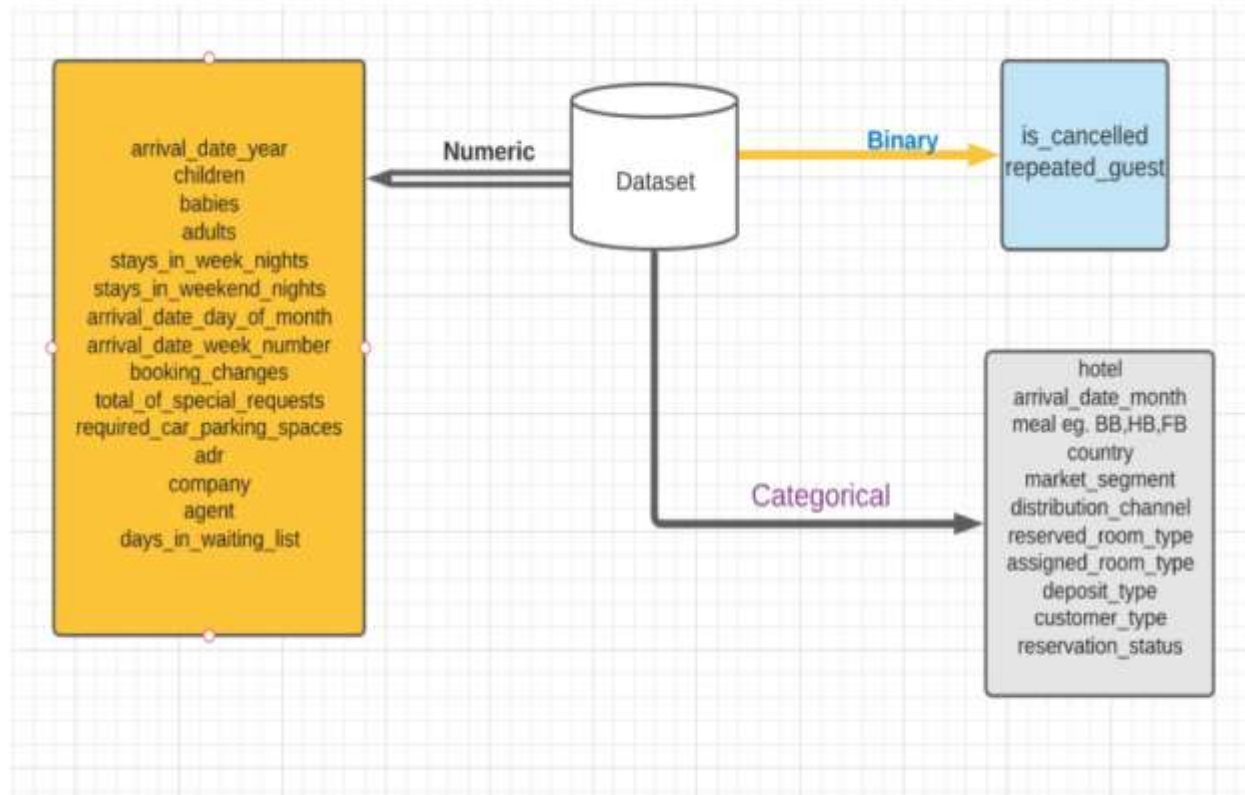 arrival_date_year
children
babies
adults
stays_in_week_nights
stays_in_weekend_nights
arrival_date_day_of_month
arrival_date_week_number
booking_changes
total_of_special_requests
required_car_parking_spaces
adr
company
agent
days_in_waiting_list
Numeric
Dataset
Binary
is_cancelled
repeated_guest
Categorical
hotel
arrival_date_month
meal eg. BB,HB,FB
country
market_segment
distribution_channel
reserved_room_type
assigned_room_type
deposit_type
customer_type
reservation_status